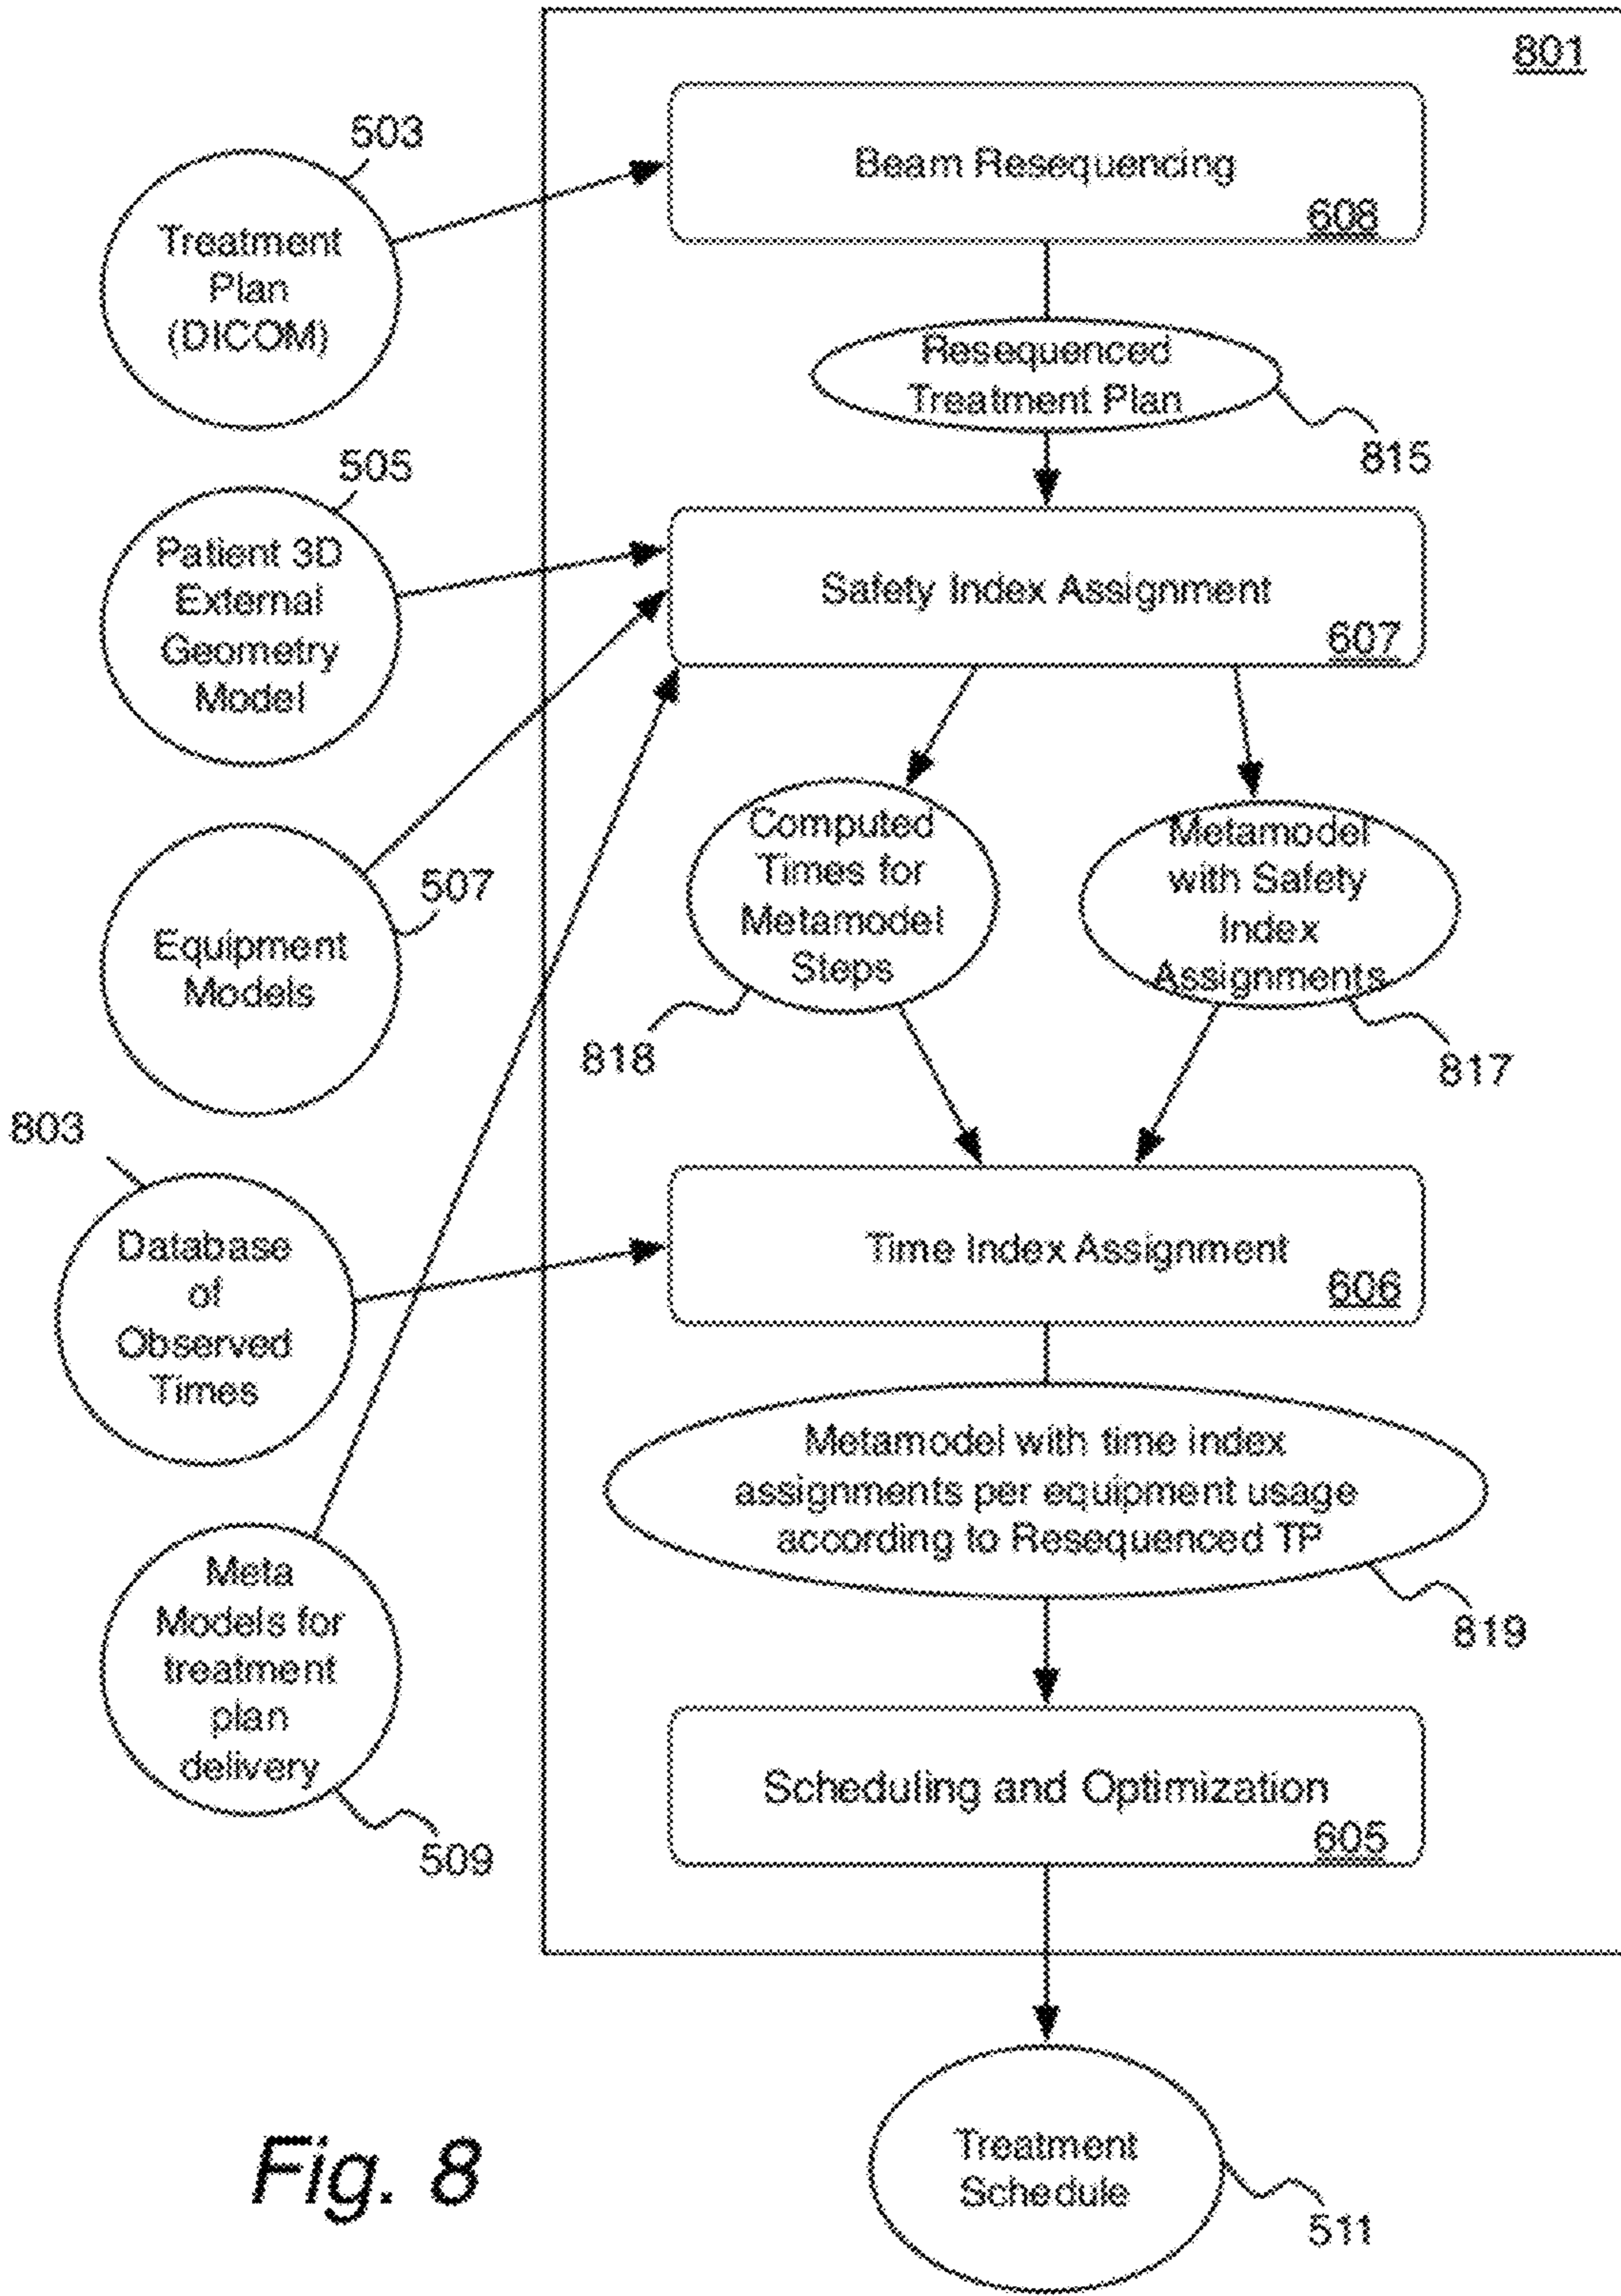 801
503
Beam Resequencing
608
Treatment
Plan
(DICOM)
Resequenced
Treatment Plan
815
505
Patient 3D
External
Geometry
Model
Safety Index Assignment
607
Computed
Times for
Metamodel
Steps
818
Metamodel
with Safety
Index
Assignments
817
507
Equipment
Models
803
Database
of
Observed
Times
Time Index Assignment
606
Metamodel with time index
assignments per equipment usage
according to Resequenced TP
819
Meta
Models for
treatment
plan
delivery
509
Scheduling and Optimization
605
Treatment
Schedule
511
Fig. 8